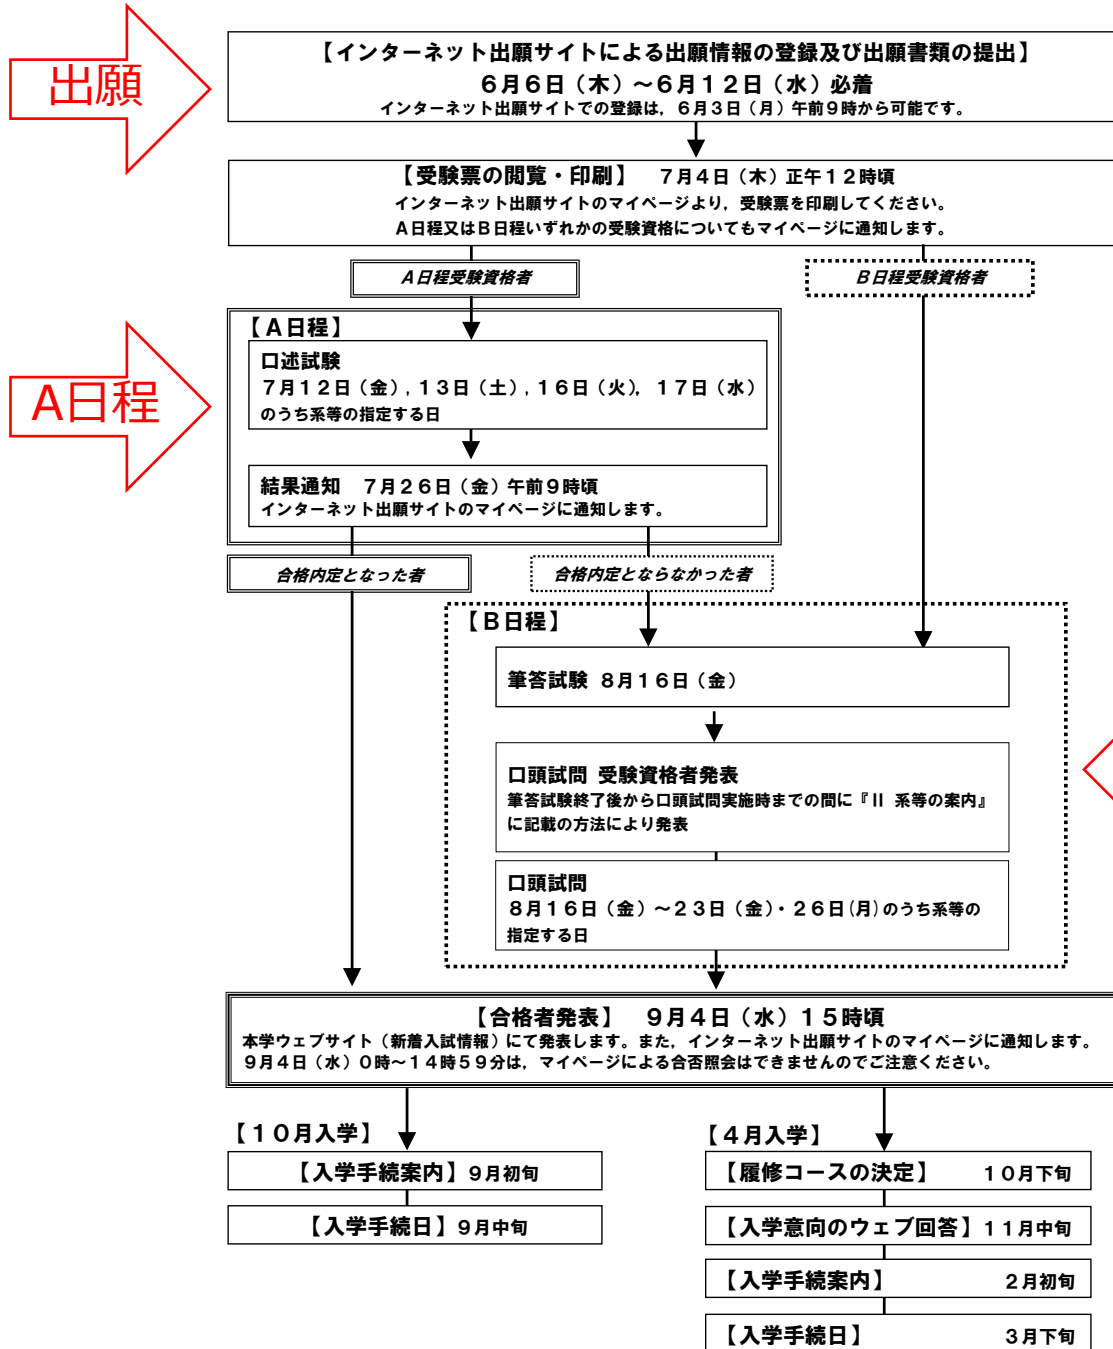 出願
【インターネット出願サイトによる出願情報の登録及び出願書類の提出】
6月6日（木）～6月12日（水）必着
インターネット出願サイトでの登録は，6月3日（月）午前9時から可能です。
【受験票の閲覧・印刷】 7月4日（木）正午12時頃
インターネット出願サイトのマイページより，受験票を印刷してください。
A日程又はB日程いずれかの受験資格についてもマイページに通知します。
A日程受験資格者
B日程受験資格者
A日程
【A日程】
口述試験
7月12日（金），13日（土），16日（火），17日（水）
のうち系等の指定する日
結果通知 7月26日（金）午前9時頃
インターネット出願サイトのマイページに通知します。
合格内定となった者
合格内定とならなかった者
【B日程】
筆答試験 8月16日（金）
口頭試問 受験資格者発表
筆答試験終了後から口頭試問実施時までの間に『II 系等の案内』
に記載の方法により発表
口頭試問
8月16日（金）～23日（金）・26日(月)のうち系等の
指定する日
【合格者発表】 9月4日（水）15時頃
本学ウェブサイト（新着入試情報）にて発表します。また，インターネット出願サイトのマイページに通知します。
9月4日（水）0時～14時59分は，マイページによる合否照会はできませんのでご注意ください。
【10月入学】
【入学手続案内】9月初旬
【入学手続日】9月中旬
【4月入学】
【履修コースの決定】 10月下旬
【入学意向のウェブ回答】11月中旬
【入学手続案内】 2月初旬
【入学手続日】 3月下旬